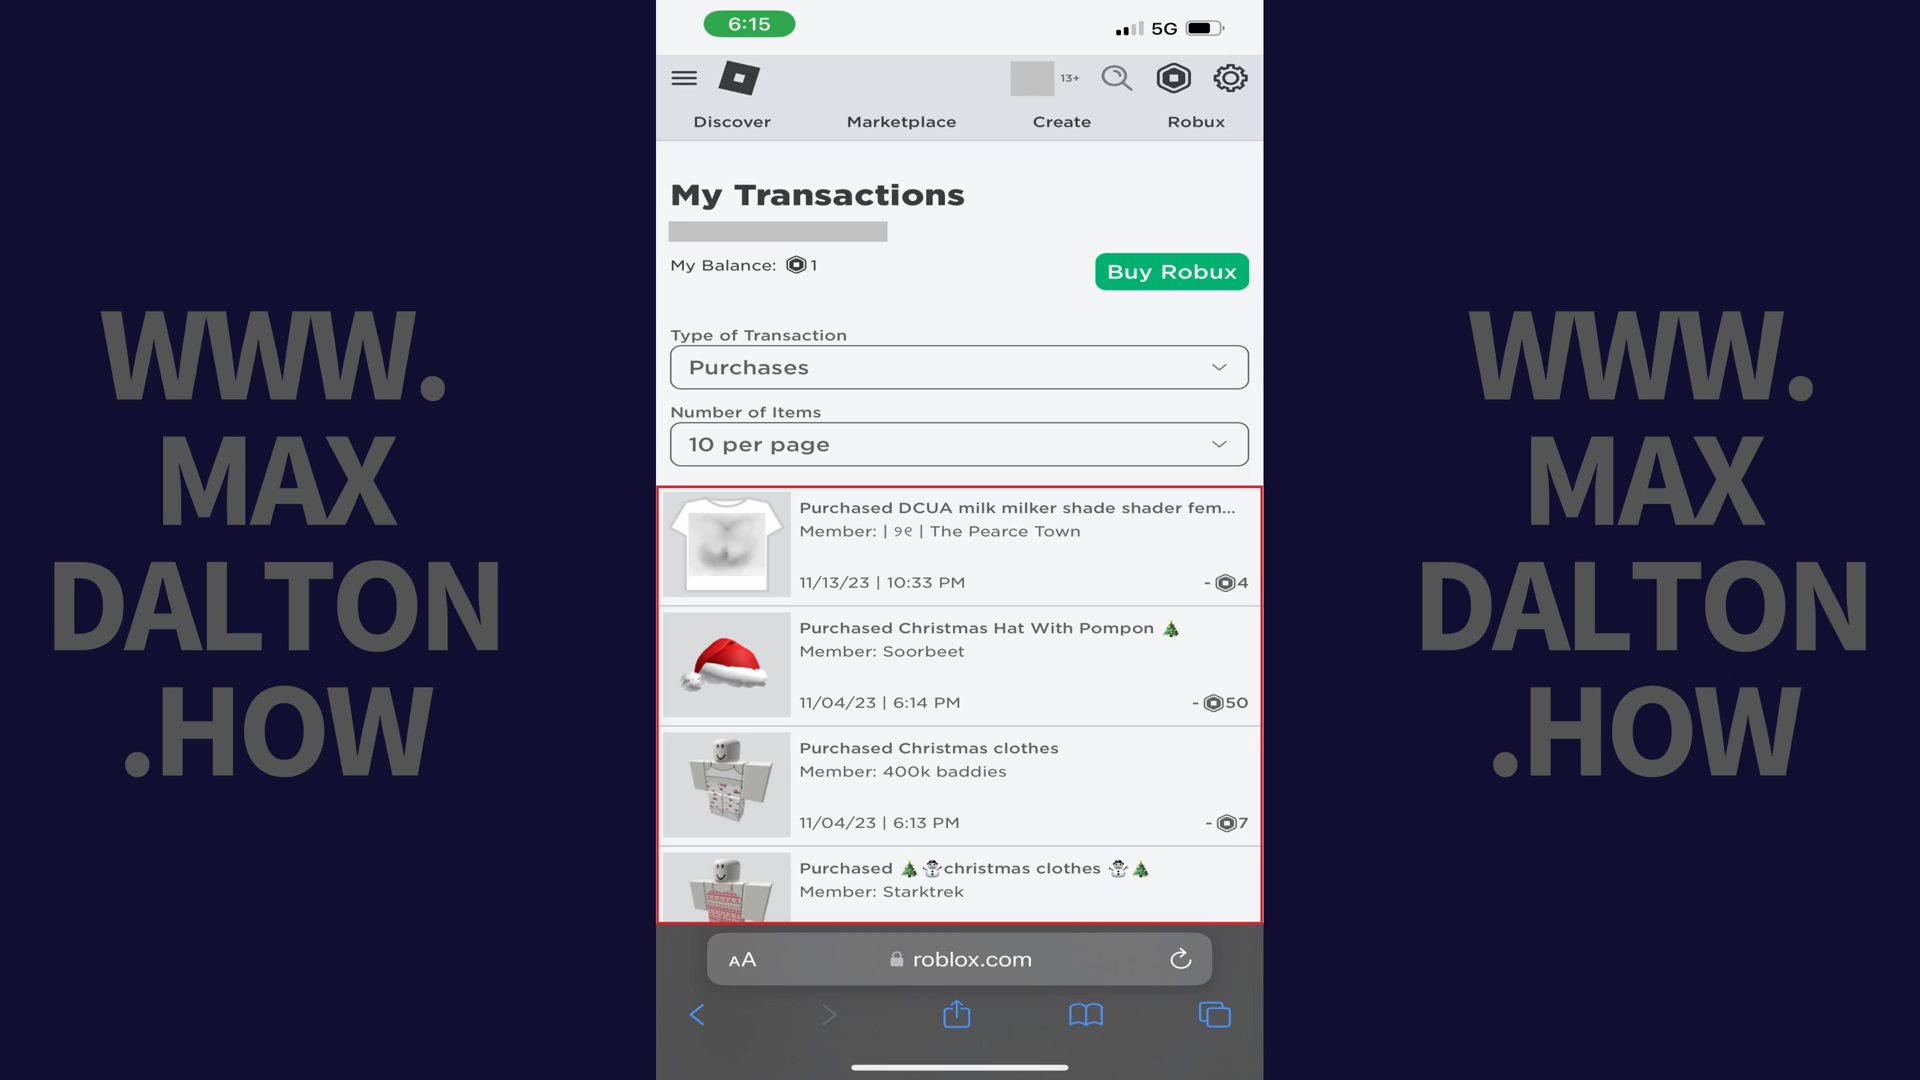 WWW.
MAX
DALTON
.HOW
6:15
5G
13+
Discover Marketplace Create Robux
My Transactions
My Balance: 1
Buy Robux
Type of Transaction
Purchases
Number of Items
10 per page
Purchased DCUA milk milker shade shader fem...
Member: | ୨୧ | The Pearce Town
11/13/23 | 10:33 PM -4
Purchased Christmas Hat With Pompon 🎄
Member: Soorbeet
11/04/23 | 6:14 PM -50
Purchased Christmas clothes
Member: 400k baddies
11/04/23 | 6:13 PM -7
Purchased 🎄☃️christmas clothes ☃️🎄
Member: Starktrek
AA roblox.com
WWW.
MAX
DALTON
.HOW